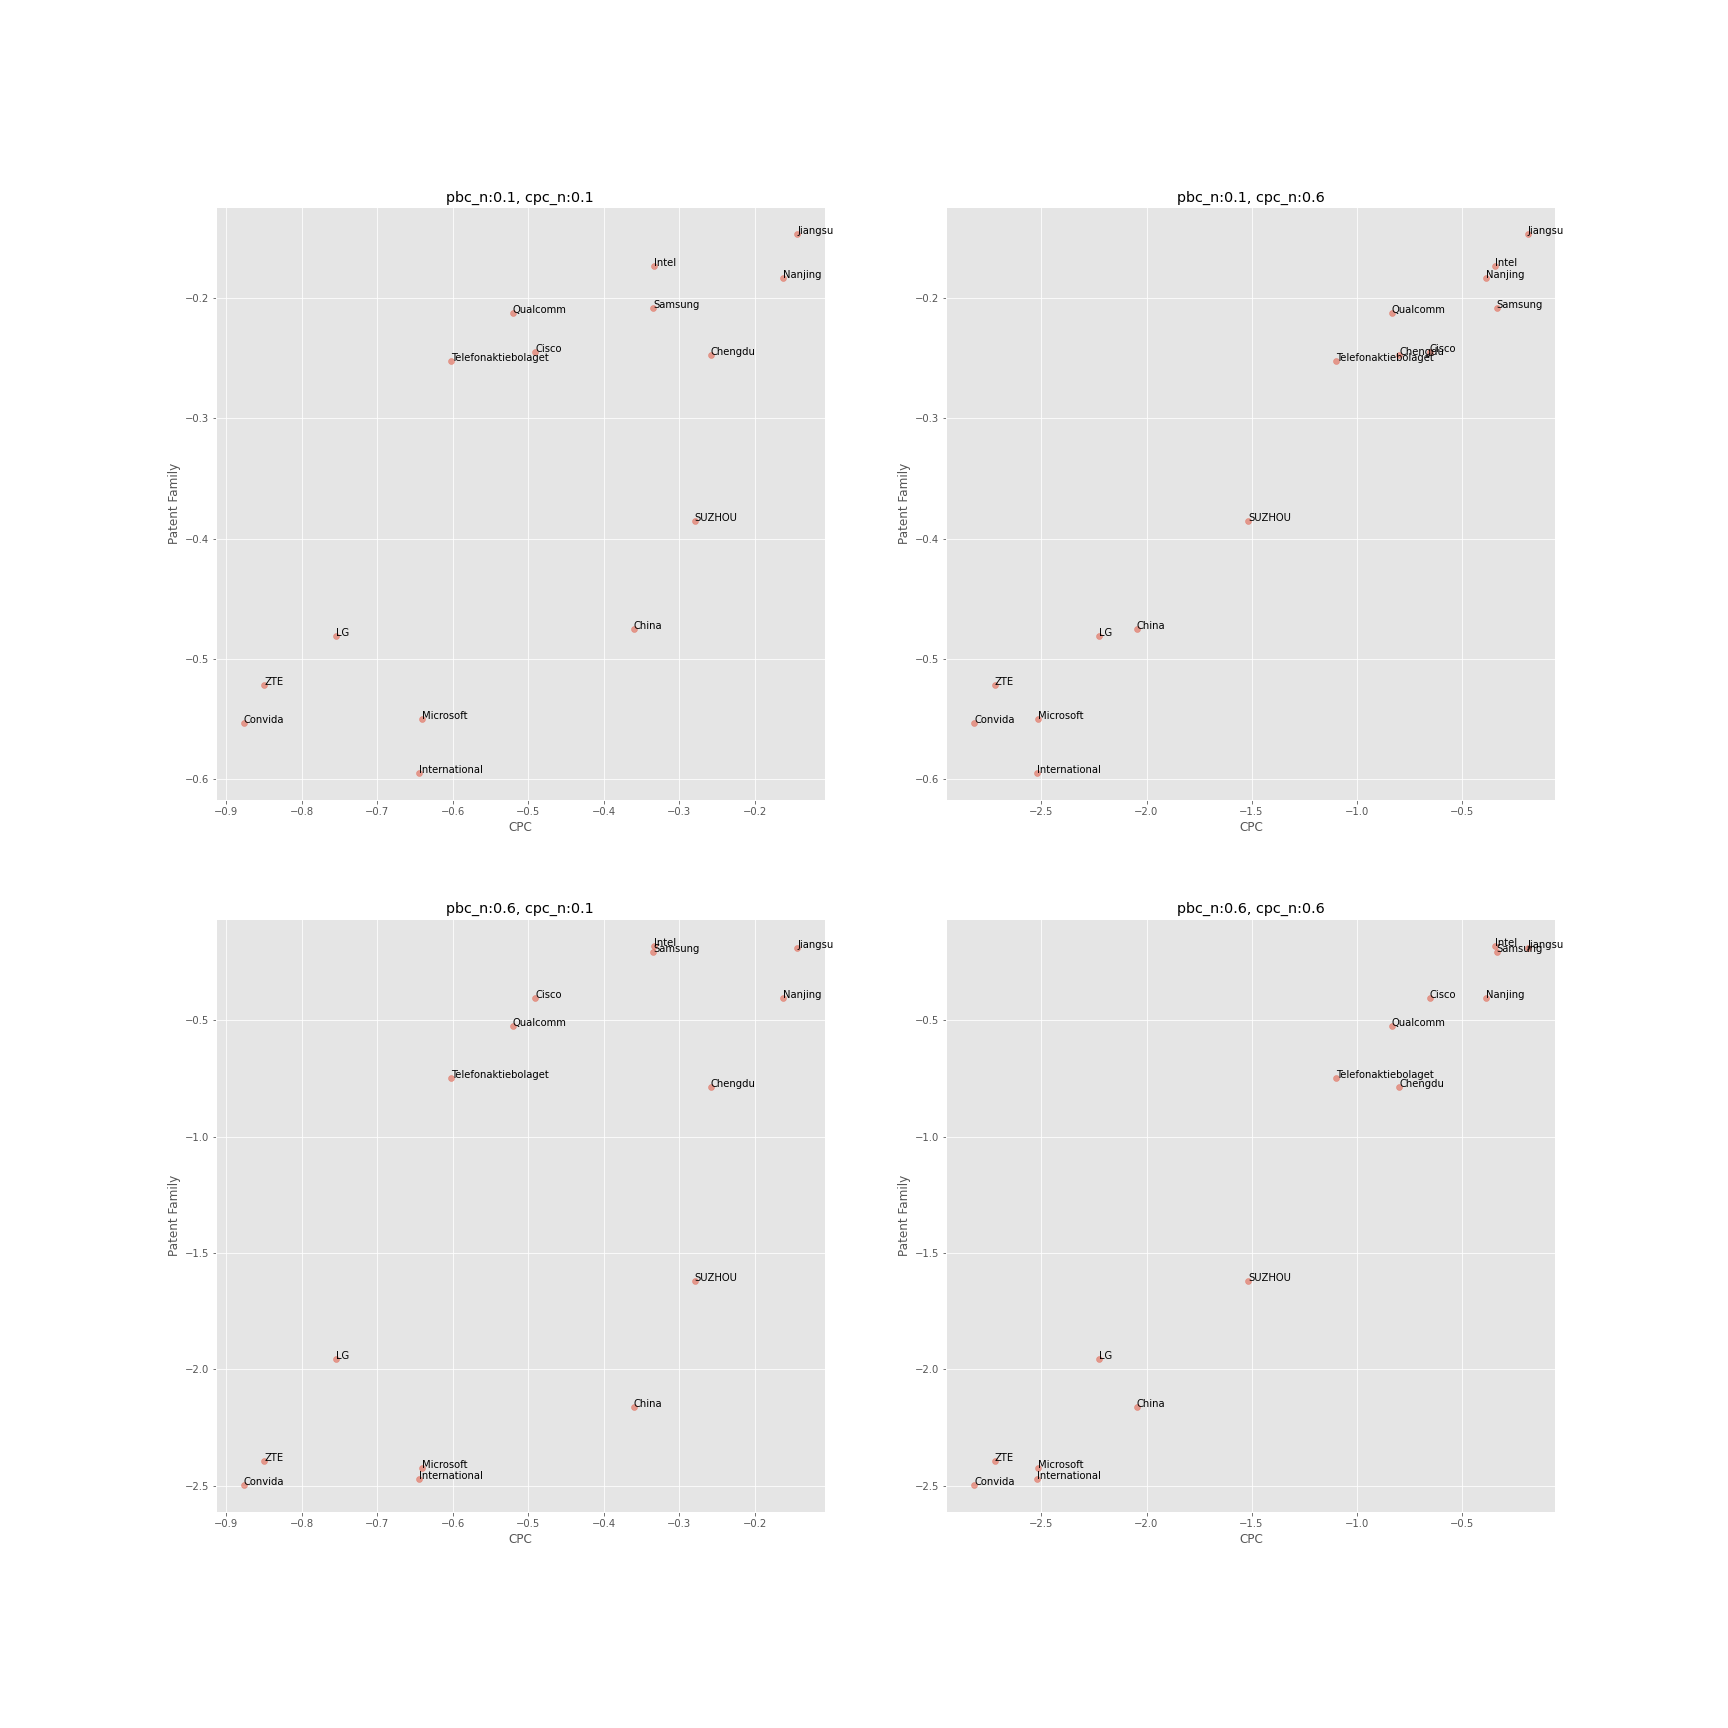 pbc_n:0.1, cpc_n:0.1
Jiangsu
Intel
Nanjing
−0.2
Samsung
Qualcomm
Cisco
Chengdu
Telefonaktiebolaget
−0.3
Patent Family
SUZHOU
−0.4
China
LG
−0.5
ZTE
Microsoft
Convida
International
−0.6
−0.9 −0.8 −0.7 −0.6 −0.5 −0.4 −0.3 −0.2
CPC
pbc_n:0.1, cpc_n:0.6
Jiangsu
Intel
Nanjing
−0.2
Samsung
Qualcomm
Cisco
Chengdu
Telefonaktiebolaget
−0.3
Patent Family
SUZHOU
−0.4
China
LG
−0.5
ZTE
Microsoft
Convida
International
−0.6
−2.5 −2.0 −1.5 −1.0 −0.5
CPC
pbc_n:0.6, cpc_n:0.1
Intel
Jiangsu
Samsung
Cisco
Nanjing
−0.5
Qualcomm
Telefonaktiebolaget
Chengdu
−1.0
Patent Family
−1.5
SUZHOU
LG
−2.0
China
ZTE
Microsoft
International
Convida
−2.5
−0.9 −0.8 −0.7 −0.6 −0.5 −0.4 −0.3 −0.2
CPC
pbc_n:0.6, cpc_n:0.6
Intel
Jiangsu
Samsung
Cisco
Nanjing
−0.5
Qualcomm
Telefonaktiebolaget
Chengdu
−1.0
Patent Family
−1.5
SUZHOU
LG
−2.0
China
ZTE
Microsoft
International
Convida
−2.5
−2.5 −2.0 −1.5 −1.0 −0.5
CPC